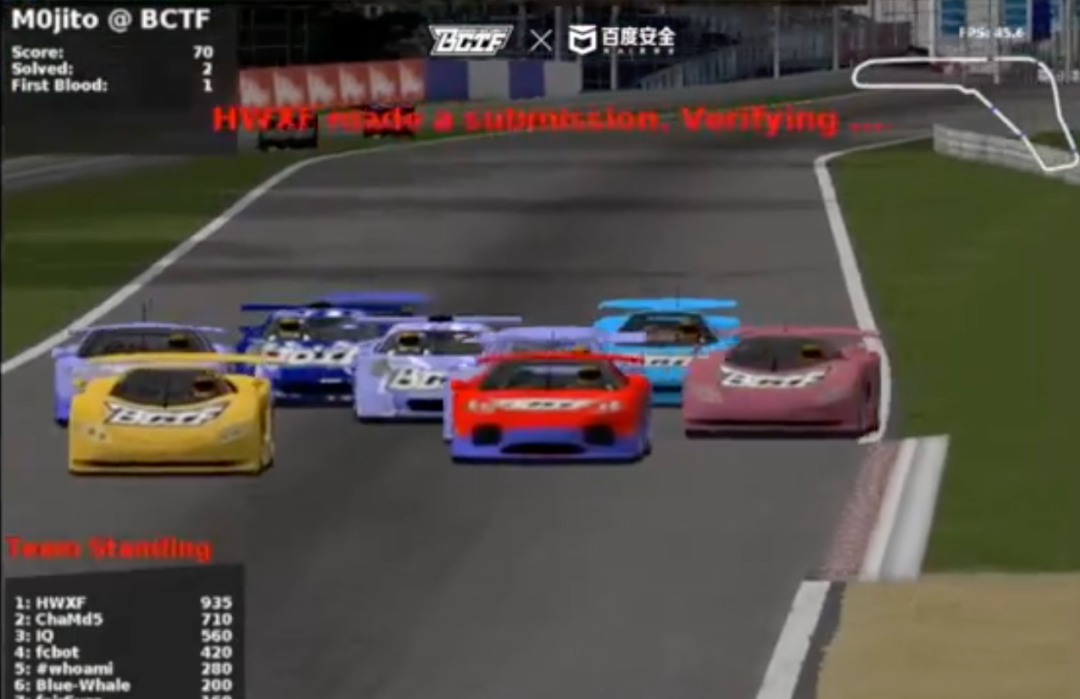 M0jito @ BCTF
Score: 70
Solved: 2
First Blood: 1
BCTF × 百度安全
FPS: 45.6
HWXF made a submission. Verifying ...
BCTF
BCTF
BCTF
Team Standing
1: HWXF 935
2: ChaMd5 710
3: IQ 560
4: fcbot 420
5: #whoami 280
6: Blue-Whale 200